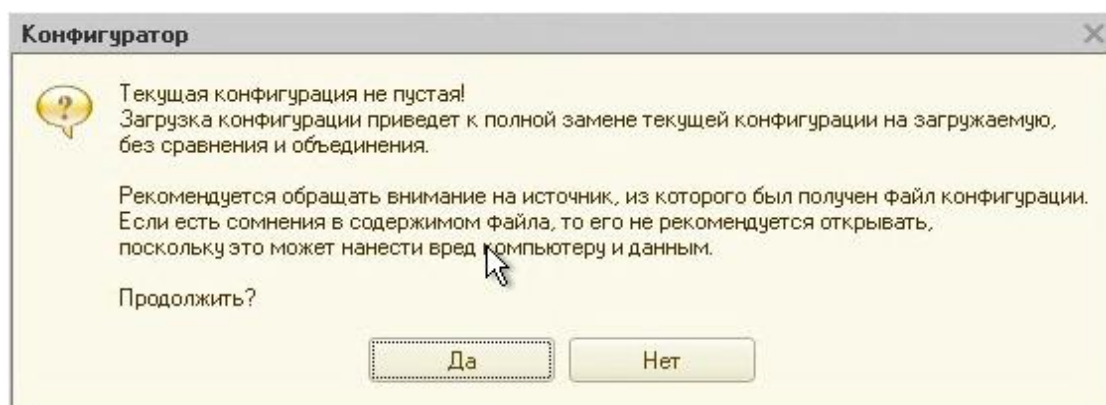 Конфигуратор
Текущая конфигурация не пустая!
Загрузка конфигурации приведет к полной замене текущей конфигурации на загружаемую,
без сравнения и объединения.
Рекомендуется обращать внимание на источник, из которого был получен файл конфигурации.
Если есть сомнения в содержимом файла, то его не рекомендуется открывать,
поскольку это может нанести вред компьютеру и данным.
Продолжить?
Да
Нет